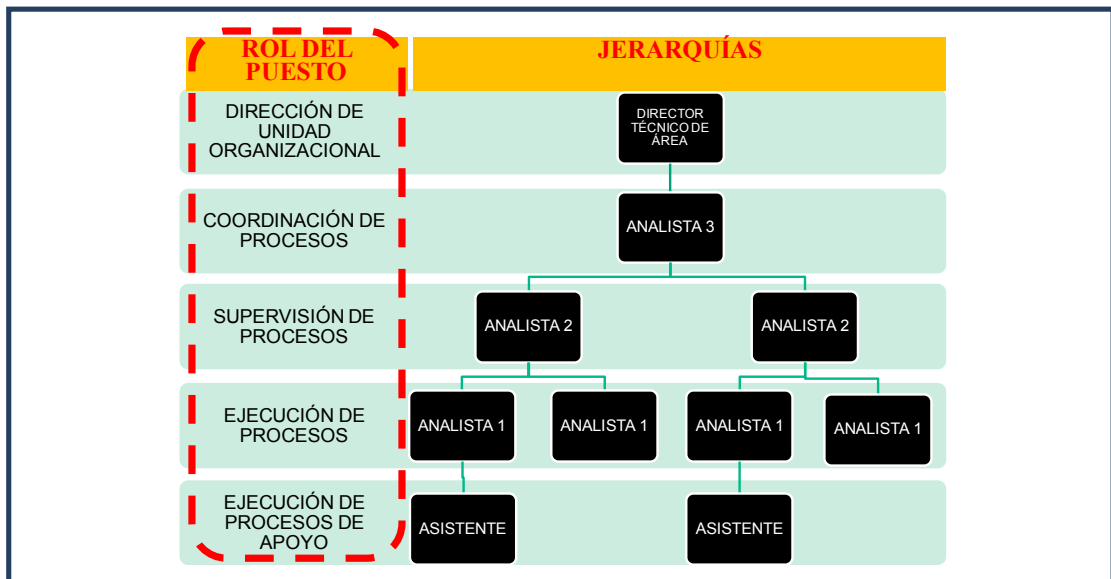 ROL DEL
PUESTO
JERARQUÍAS
DIRECCIÓN DE
UNIDAD
ORGANIZACIONAL
DIRECTOR
TÉCNICO DE
ÁREA
COORDINACIÓN DE
PROCESOS
ANALISTA 3
SUPERVISIÓN DE
PROCESOS
ANALISTA 2
ANALISTA 2
EJECUCIÓN DE
PROCESOS
ANALISTA 1
ANALISTA 1
ANALISTA 1
ANALISTA 1
EJECUCIÓN DE
PROCESOS DE
APOYO
ASISTENTE
ASISTENTE